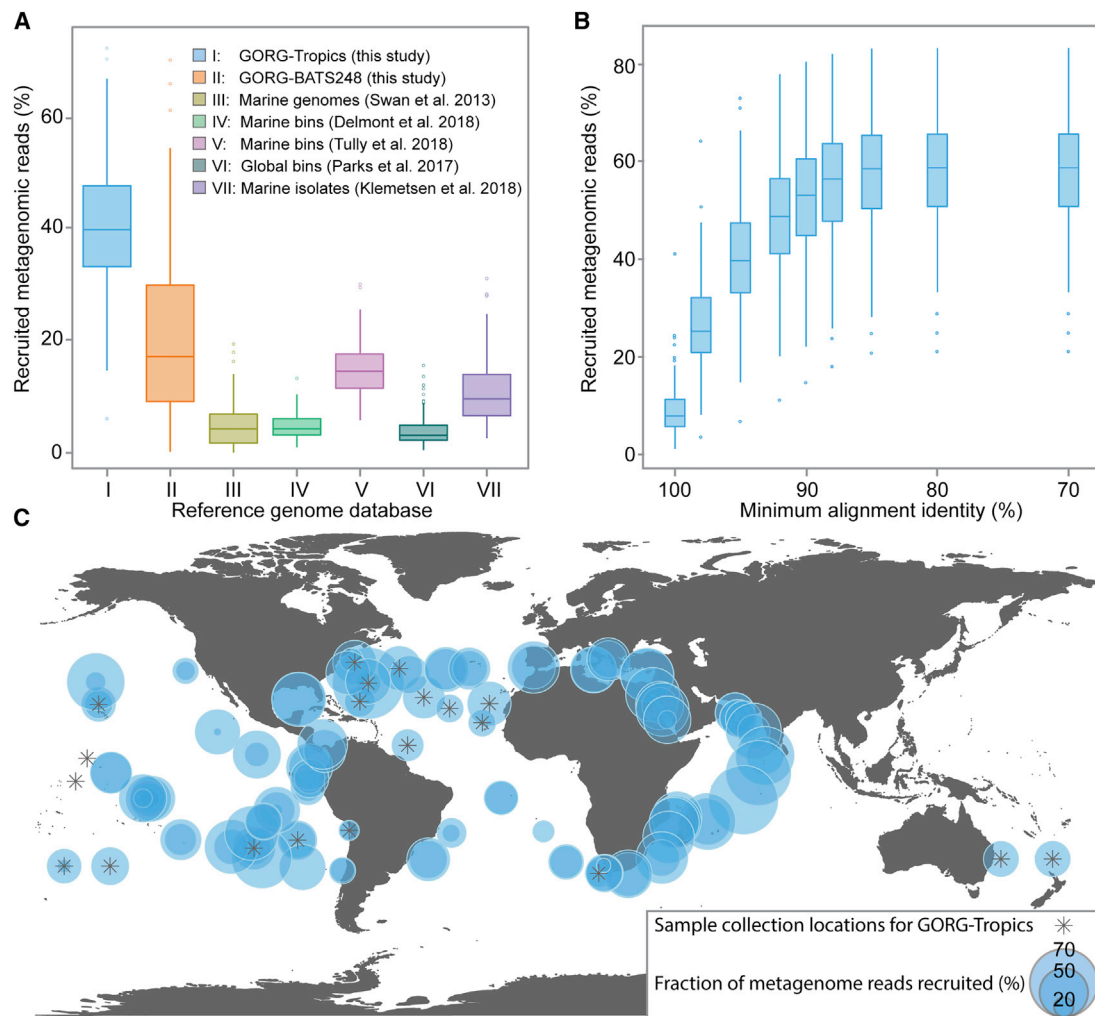 A
Recruited metagenomic reads (%)
60
40
20
0
I: GORG-Tropics (this study)
II: GORG-BATS248 (this study)
III: Marine genomes (Swan et al. 2013)
IV: Marine bins (Delmont et al. 2018)
V: Marine bins (Tully et al. 2018)
VI: Global bins (Parks et al. 2017)
VII: Marine isolates (Klemetsen et al. 2018)
I II III IV V VI VII
Reference genome database
B
Recruited metagenomic reads (%)
80
60
40
20
0
100 90 80 70
Minimum alignment identity (%)
C
Sample collection locations for GORG-Tropics
Fraction of metagenome reads recruited (%)
70
50
20